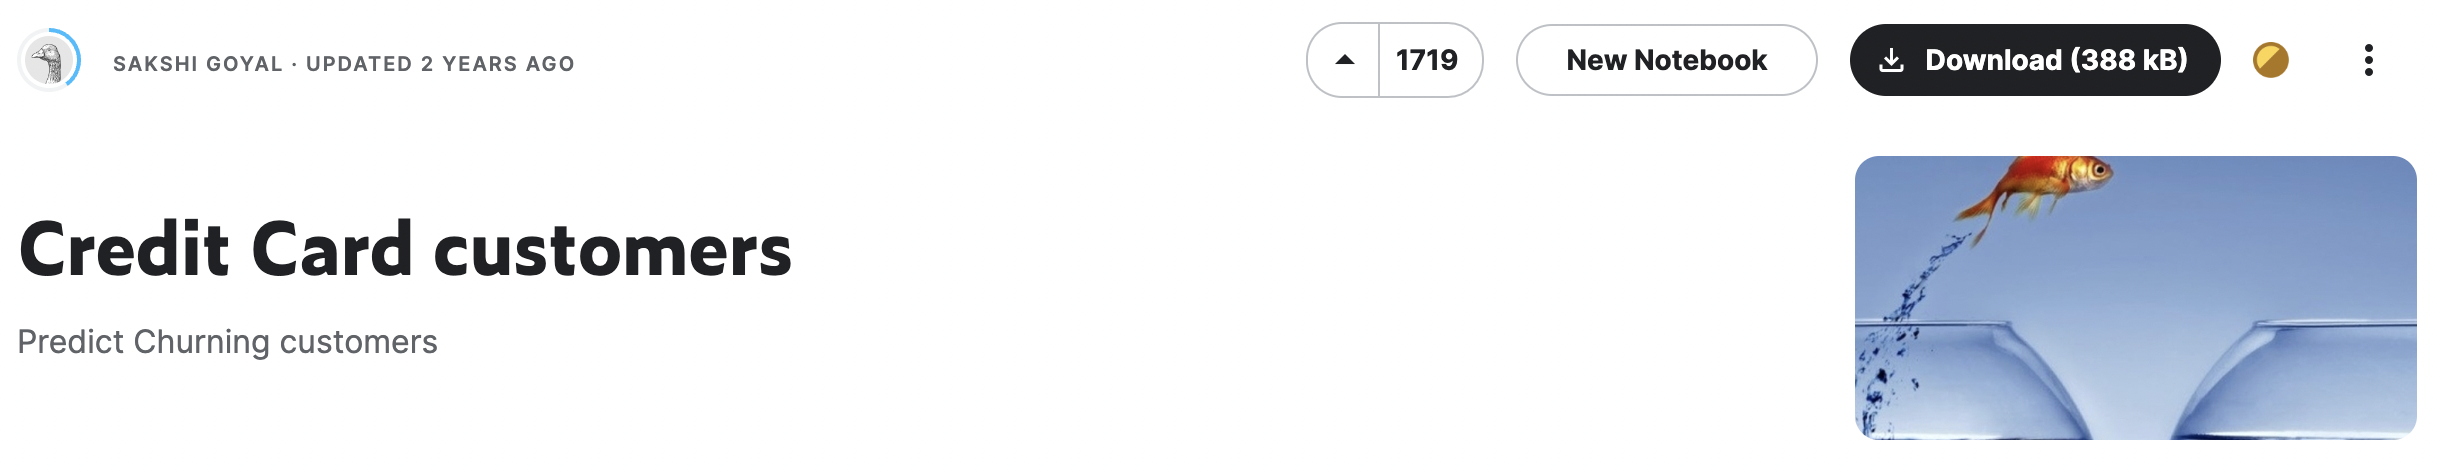 SAKSHI GOYAL · UPDATED 2 YEARS AGO
1719
New Notebook
Download (388 kB)
Credit Card customers
Predict Churning customers